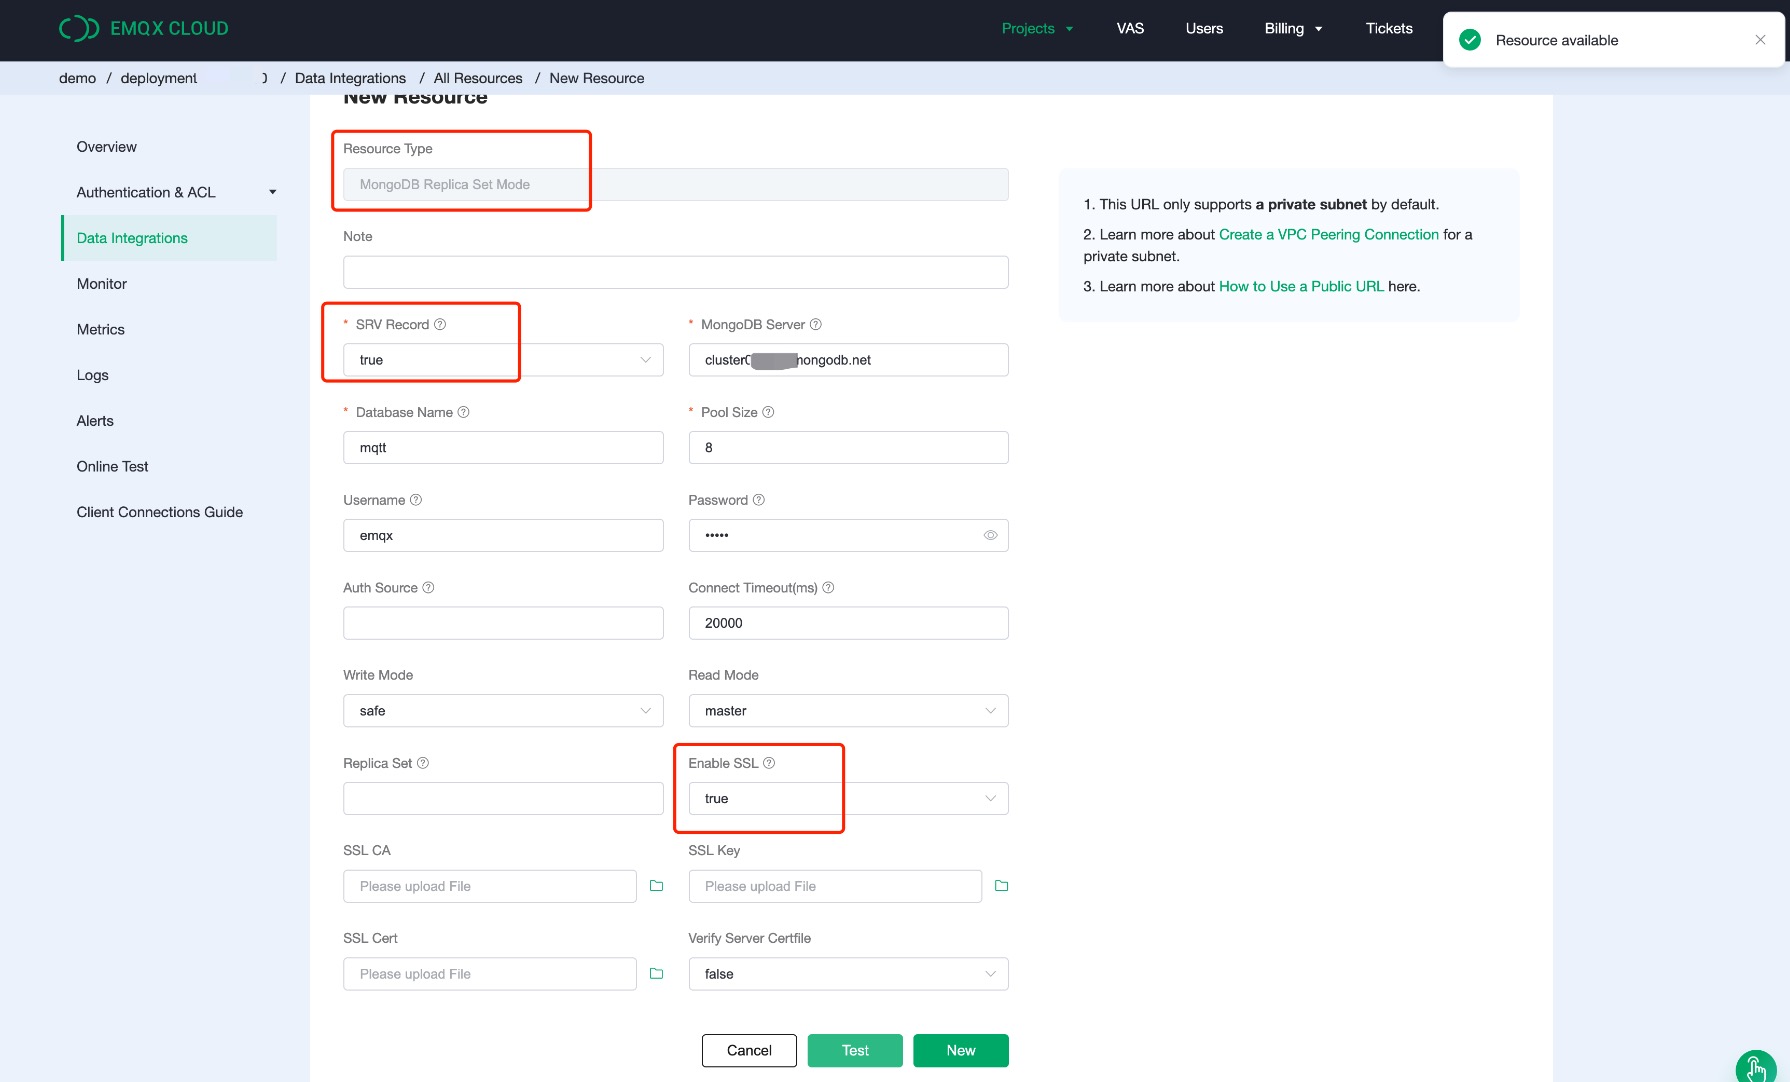 EMQX CLOUD
Projects VAS Users Billing Tickets
Resource available
demo / deployment / Data Integrations / All Resources / New Resource
New Resource
Overview
Authentication & ACL
Data Integrations
Monitor
Metrics
Logs
Alerts
Online Test
Client Connections Guide
Resource Type
MongoDB Replica Set Mode
Note
* SRV Record
true
* MongoDB Server
cluster mongodb.net
* Database Name
mqtt
* Pool Size
8
Username
emqx
Password
•••••
Auth Source
Connect Timeout(ms)
20000
Write Mode
safe
Read Mode
master
Replica Set
Enable SSL
true
SSL CA
Please upload File
SSL Key
Please upload File
SSL Cert
Please upload File
Verify Server Certfile
false
Cancel Test New
1. This URL only supports a private subnet by default.
2. Learn more about Create a VPC Peering Connection for a
private subnet.
3. Learn more about How to Use a Public URL here.